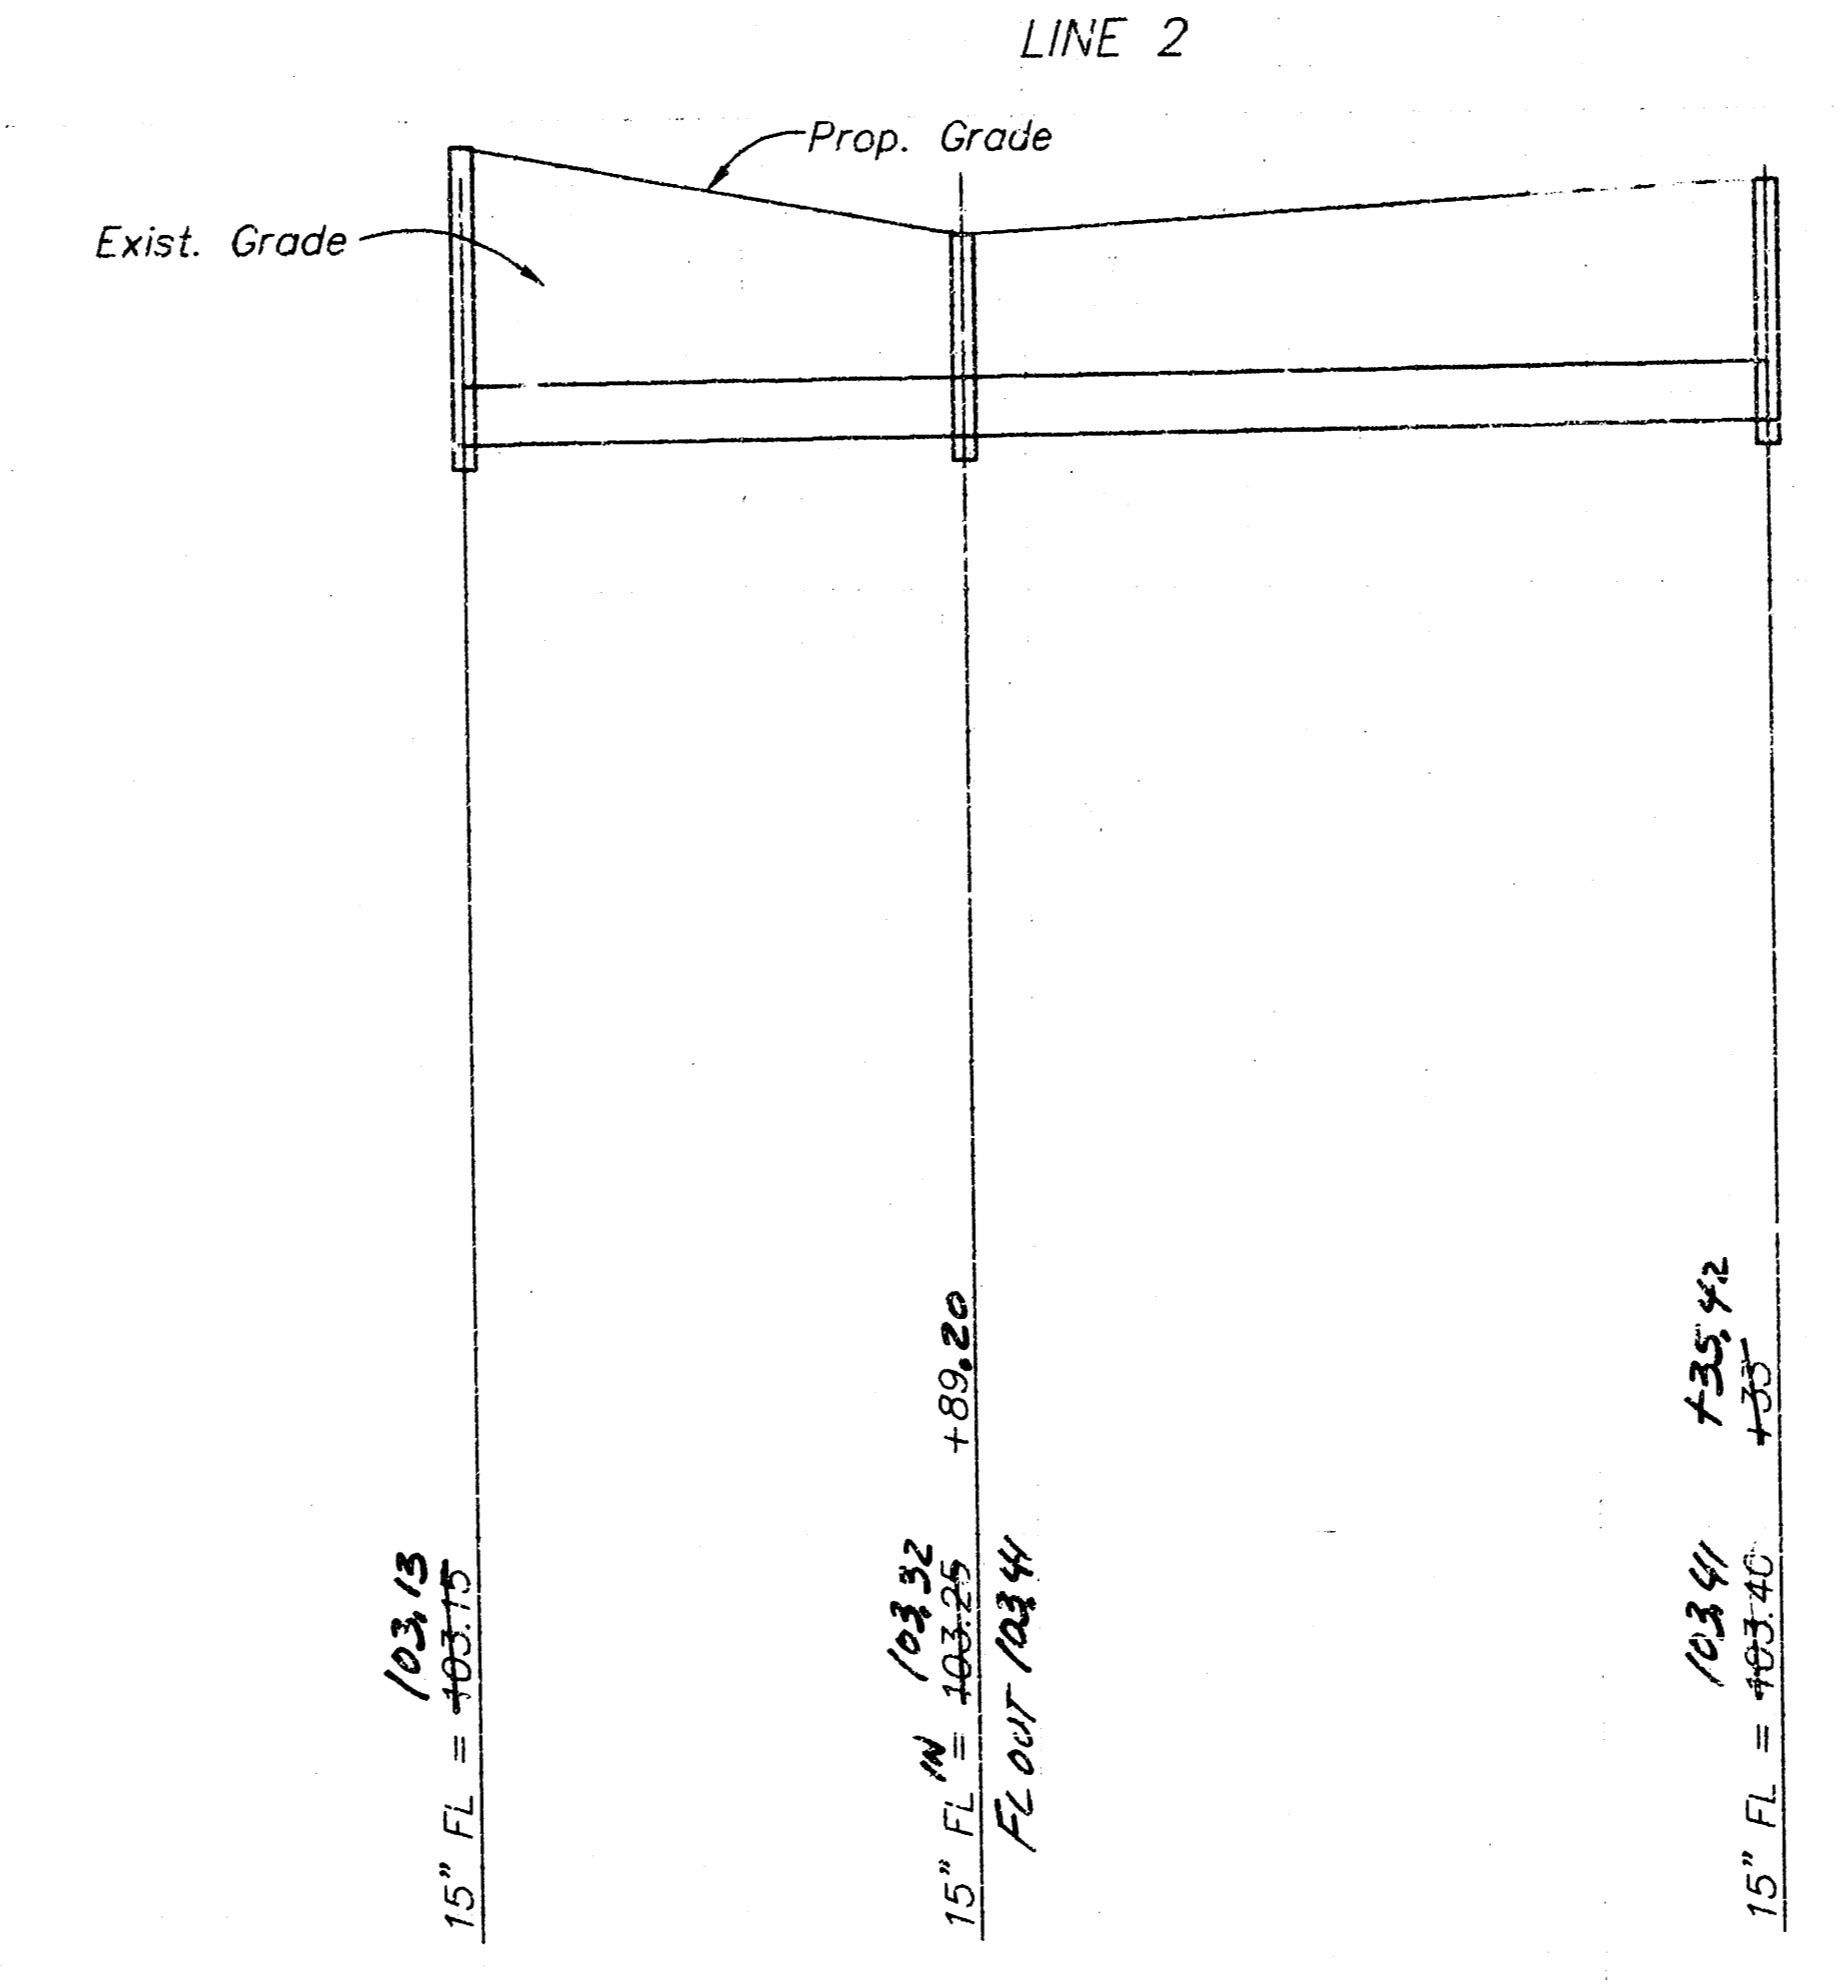 LINE 2
Prop. Grade
Exist. Grade
103.13
15" FL = 103.15
103.32
15" FL IN = 103.25 +89.20
FL OUT 103.44
103.41 +35.42
15" FL = 103.40 +35